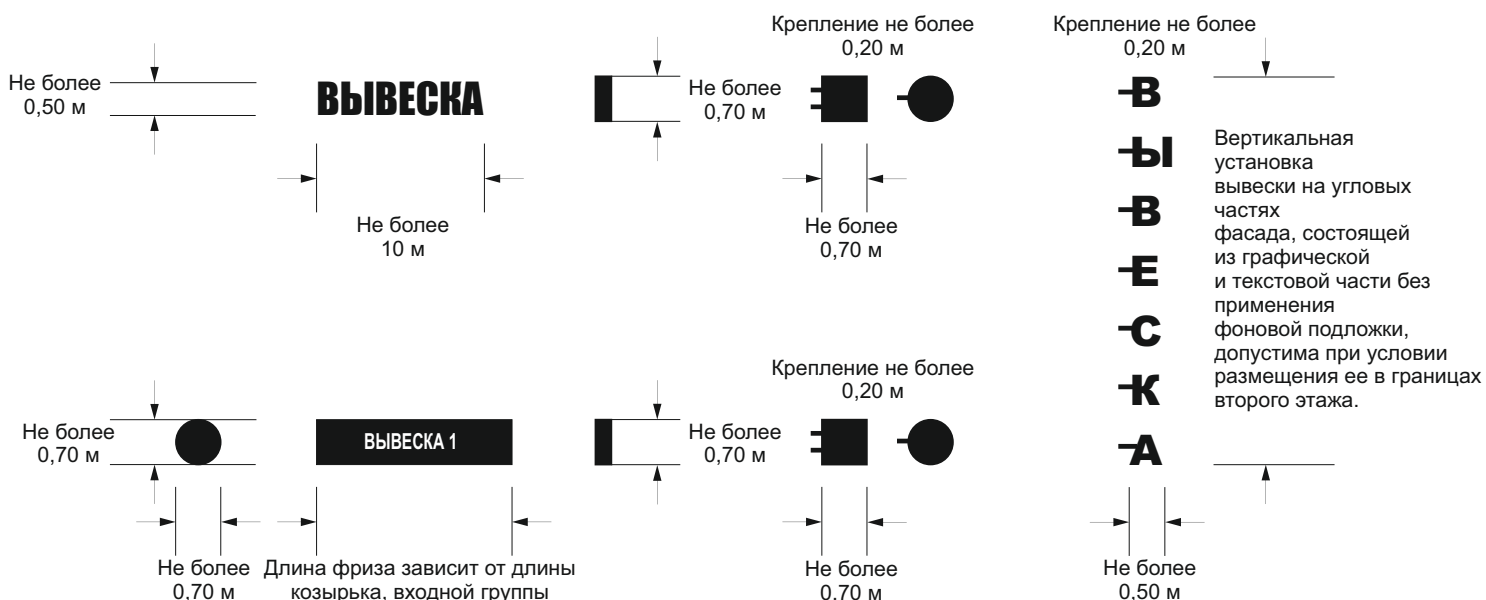 Крепление не более
0,20 м
Крепление не более
0,20 м
Не более
0,50 м
ВЫВЕСКА
Не более
0,70 м
Не более
10 м
Не более
0,70 м
В
Ы
В
Е
С
К
А
Вертикальная
установка
вывески на угловых
частях
фасада, состоящей
из графической
и текстовой части без
применения
фоновой подложки,
допустима при условии
размещения ее в границах
второго этажа.
Крепление не более
0,20 м
Не более
0,70 м
ВЫВЕСКА 1
Не более
0,70 м
Не более
0,70 м
Длина фриза зависит от длины
козырька, входной группы
Не более
0,70 м
Не более
0,50 м